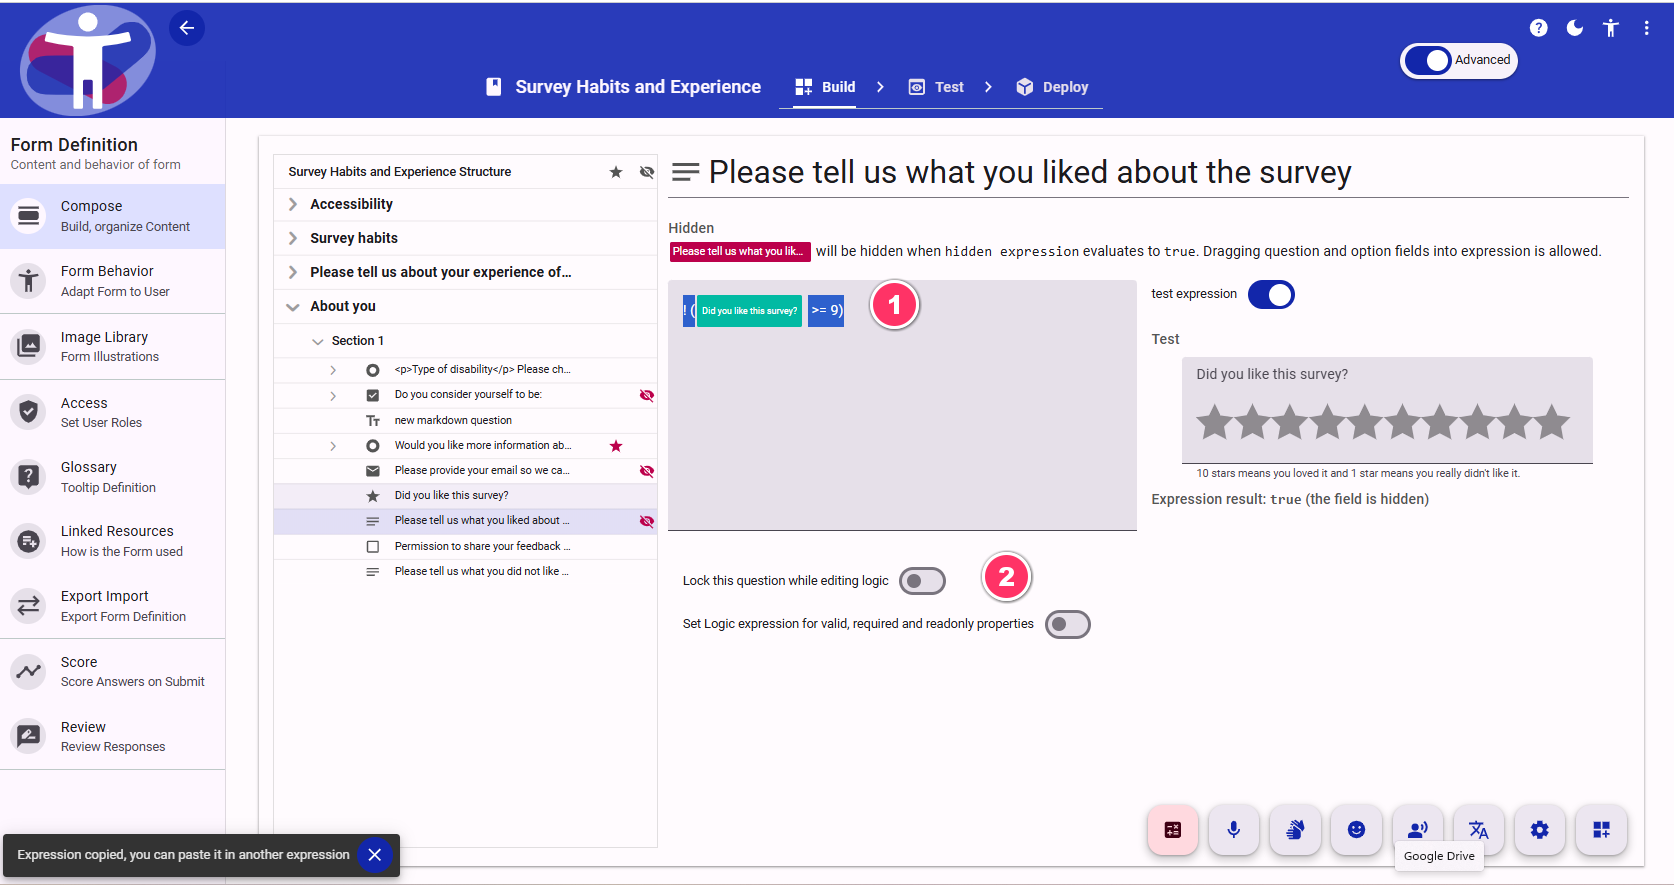 Advanced
Survey Habits and Experience
Build
Test
Deploy
Form Definition
Content and behavior of form
Compose
Build, organize Content
Form Behavior
Adapt Form to User
Image Library
Form Illustrations
Access
Set User Roles
Glossary
Tooltip Definition
Linked Resources
How is the Form used
Export Import
Export Form Definition
Score
Score Answers on Submit
Review
Review Responses
Survey Habits and Experience Structure
Accessibility
Survey habits
Please tell us about your experience of...
About you
Section 1
<p>Type of disability</p> Please ch...
Do you consider yourself to be:
new markdown question
Would you like more information ab...
Please provide your email so we ca...
Did you like this survey?
Please tell us what you liked about ...
Permission to share your feedback ...
Please tell us what you did not like ...
Please tell us what you liked about the survey
Hidden
Please tell us what you lik... will be hidden when hidden expression evaluates to true. Dragging question and option fields into expression is allowed.
! ( Did you like this survey? >= 9)
1
test expression
Test
Did you like this survey?
10 stars means you loved it and 1 star means you really didn't like it.
Expression result: true (the field is hidden)
Lock this question while editing logic
2
Set Logic expression for valid, required and readonly properties
Google Drive
Expression copied, you can paste it in another expression